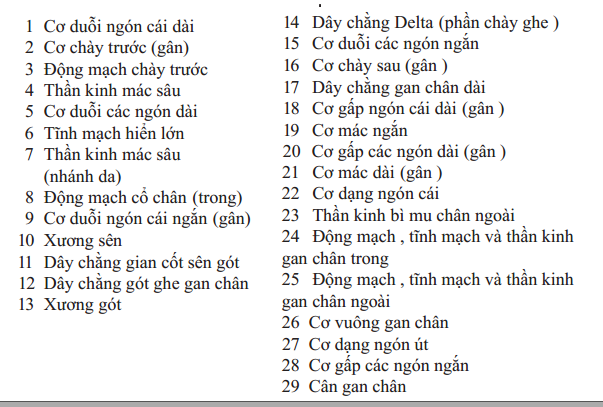 1 Cơ duỗi ngón cái dài
2 Cơ chày trước (gân)
3 Động mạch chày trước
4 Thần kinh mác sâu
5 Cơ duỗi các ngón dài
6 Tĩnh mạch hiển lớn
7 Thần kinh mác sâu
(nhánh da)
8 Động mạch cổ chân (trong)
9 Cơ duỗi ngón cái ngắn (gân)
10 Xương sên
11 Dây chằng gian cốt sên gót
12 Dây chằng gót ghe gan chân
13 Xương gót
14 Dây chằng Delta (phần chày ghe )
15 Cơ duỗi các ngón ngắn
16 Cơ chày sau (gân )
17 Dây chằng gan chân dài
18 Cơ gấp ngón cái dài (gân )
19 Cơ mác ngắn
20 Cơ gấp các ngón dài (gân )
21 Cơ mác dài (gân )
22 Cơ dạng ngón cái
23 Thần kinh bì mu chân ngoài
24 Động mạch , tĩnh mạch và thần kinh
gan chân trong
25 Động mạch , tĩnh mạch và thần kinh
gan chân ngoài
26 Cơ vuông gan chân
27 Cơ dạng ngón út
28 Cơ gấp các ngón ngắn
29 Cân gan chân